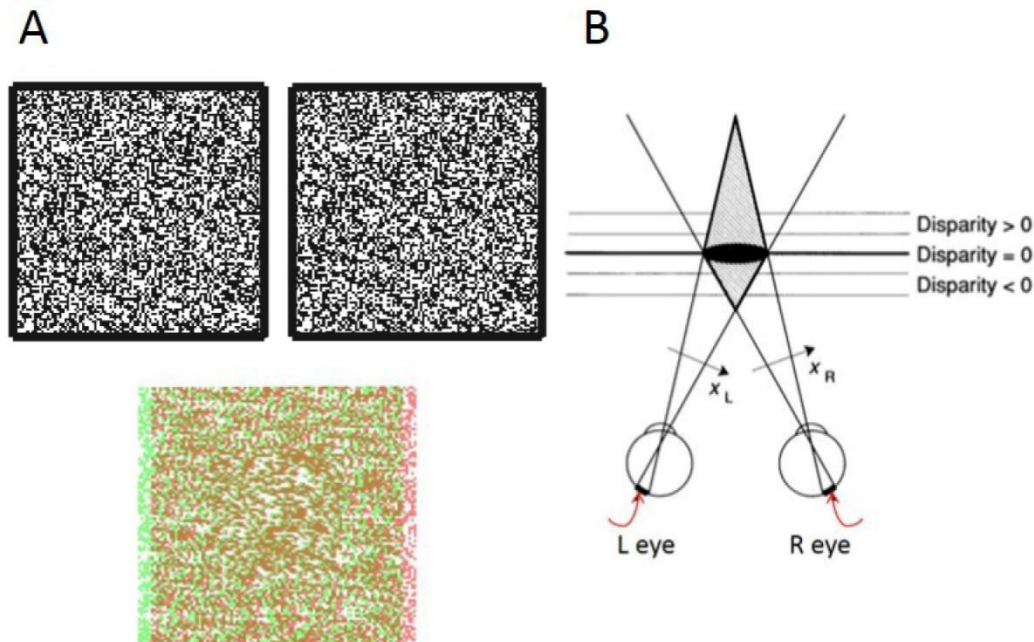 A
B
Disparity > 0
Disparity = 0
Disparity < 0
x L
x R
L eye
R eye